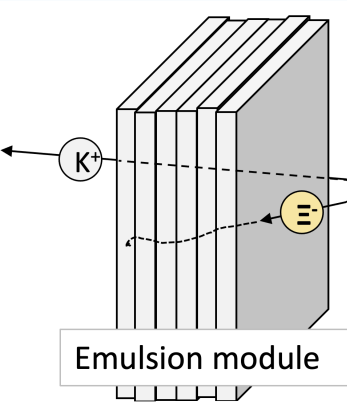 K⁺
Ξ⁻
Emulsion module